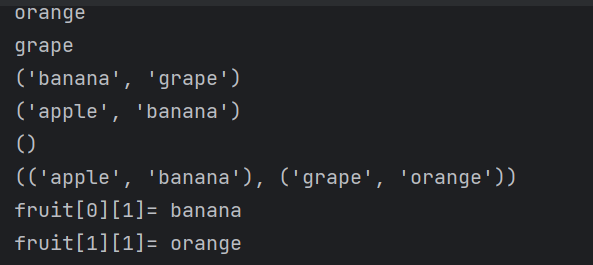 orange
grape
('banana', 'grape')
('apple', 'banana')
()
(('apple', 'banana'), ('grape', 'orange'))
fruit[0][1]= banana
fruit[1][1]= orange